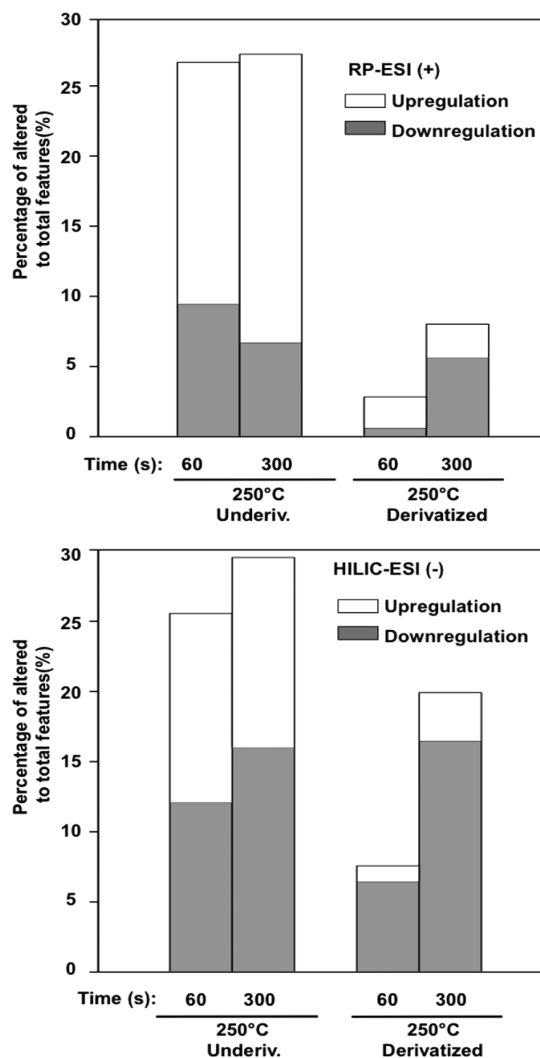 30
25
20
15
10
5
0
Percentage of altered
to total features(%)
RP-ESI (+)
Upregulation
Downregulation
Time (s): 60 300 60 300
250°C 250°C
Underiv. Derivatized
30
25
20
15
10
5
0
Percentage of altered
to total features(%)
HILIC-ESI (-)
Upregulation
Downregulation
Time (s): 60 300 60 300
250°C 250°C
Underiv. Derivatized